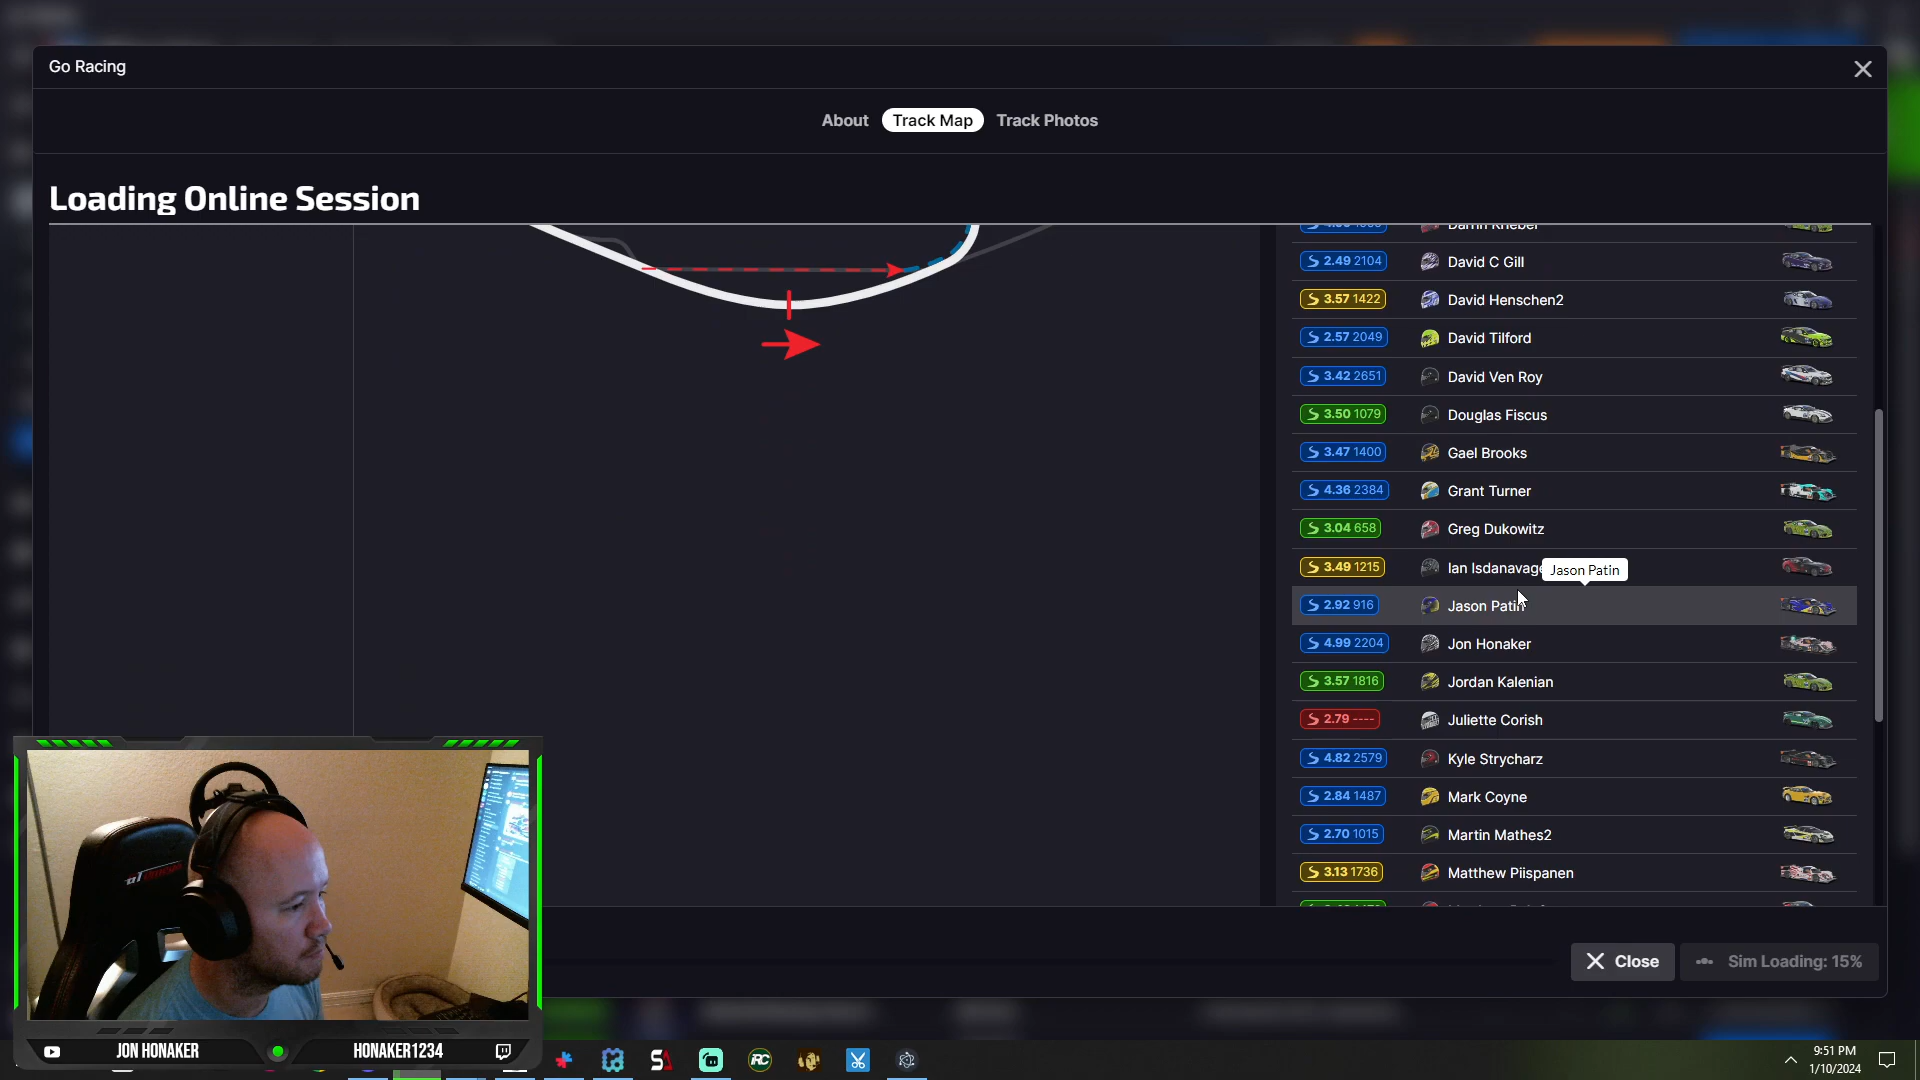 Go Racing
About Track Map Track Photos
Loading Online Session
2.49 2104 David C Gill
3.57 1422 David Henschen2
2.57 2049 David Tilford
3.42 2651 David Ven Roy
3.50 1079 Douglas Fiscus
3.47 1400 Gael Brooks
4.36 2384 Grant Turner
3.04 658 Greg Dukowitz
3.49 1215 Ian Isdanavage
Jason Patin
2.92 916 Jason Patin
4.99 2204 Jon Honaker
3.57 1816 Jordan Kalenian
2.79 ---- Juliette Corish
4.82 2579 Kyle Strycharz
2.84 1487 Mark Coyne
2.70 1015 Martin Mathes2
3.13 1736 Matthew Piispanen
Close Sim Loading: 15%
JON HONAKER HONAKER1234
9:51 PM
1/10/2024